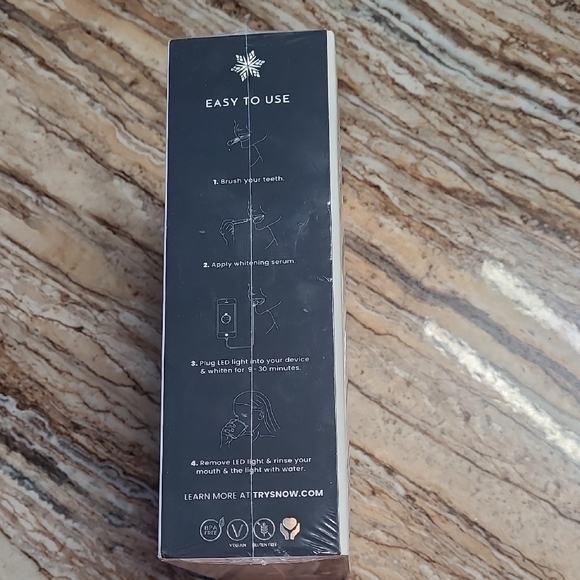 EASY TO USE
1. Brush your teeth.
2. Apply whitening serum.
3. Plug LED light into your device
& whiten for 9 - 30 minutes.
4. Remove LED light & rinse your
mouth & the light with water.
LEARN MORE AT TRYSNOW.COM
BPA
FREE
V
VEGAN
GLUTEN FREE